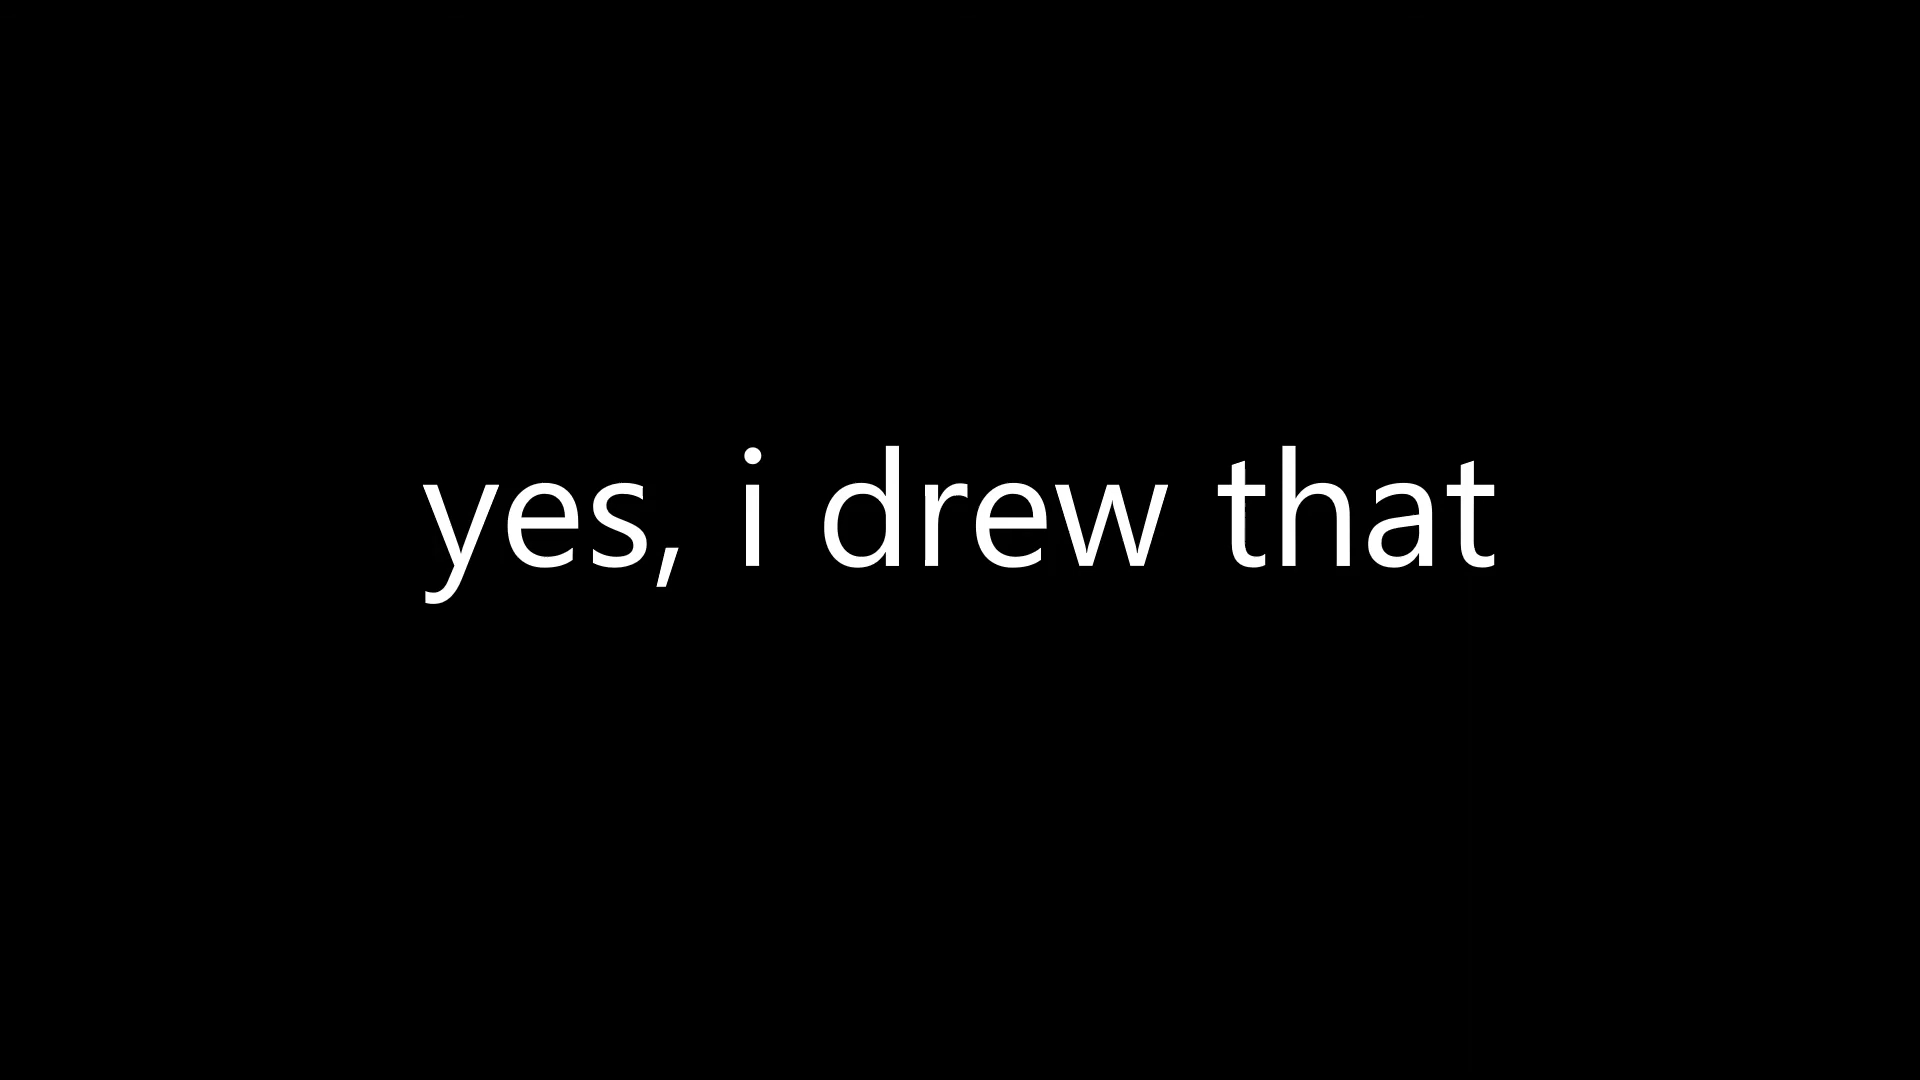 yes, i drew that